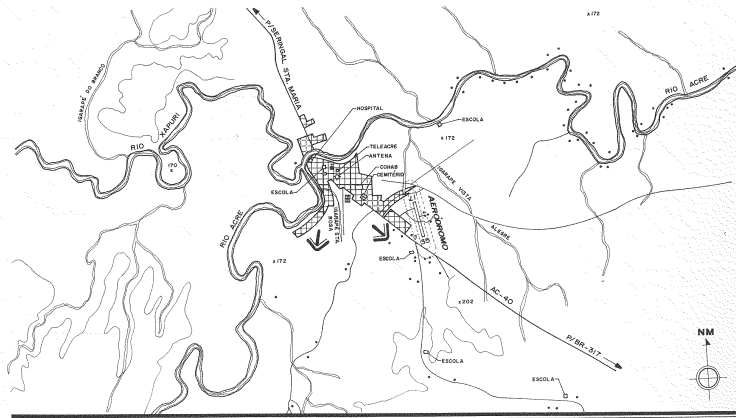 x 172
P/SERINGAL STA. MARIA
IGARAPÉ DO BRANCO
RIO XAPURI
RIO ACRE
HOSPITAL
ESCOLA
x 172
TELEACRE
ANTENA
170
x
COHAB
CEMITÉRIO
ESCOLA
IGARAPÉ VISTA ALEGRE
IGARAPÉ STA. ROSA
AERÓDROMO
RIO ACRE
ESCOLA
x 172
x 202
AC-40
P/BR-317
NM
ESCOLA
ESCOLA